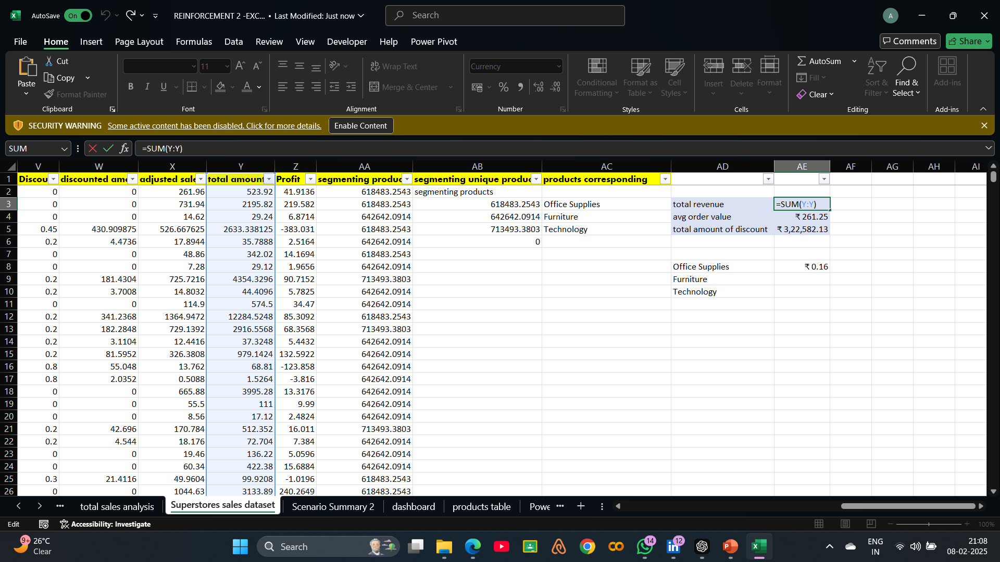 AutoSave On REINFORCEMENT 2 -EXC... • Last Modified: Just now Search A
File Home Insert Page Layout Formulas Data Review View Developer Help Power Pivot Comments Share
Paste Cut Copy Format Painter Clipboard
11 B I U A Font
Wrap Text Merge & Center Alignment
Currency % Number
Conditional Formatting Format as Table Cell Styles Styles
Insert Delete Format Cells
AutoSum Fill Clear Sort & Filter Find & Select Editing
Add-ins Add-ins
SECURITY WARNING Some active content has been disabled. Click for more details. Enable Content
SUM fx =SUM(Y:Y)
V W X Y Z AA AB AC AD AE AF AG AH AI
1 Discou discounted am adjusted sale total amount Profit segmenting produc segmenting unique produc products corresponding
2 0 0 261.96 523.92 41.9136 618483.2543 segmenting products
3 0 0 731.94 2195.82 219.582 618483.2543 618483.2543 Office Supplies total revenue =SUM(Y:Y)
4 0 0 14.62 29.24 6.8714 642642.0914 642642.0914 Furniture avg order value ₹ 261.25
5 0.45 430.909875 526.667625 2633.338125 -383.031 618483.2543 713493.3803 Technology total amount of discount ₹ 3,22,582.13
6 0.2 4.4736 17.8944 35.7888 2.5164 642642.0914 0
7 0 0 48.86 342.02 14.1694 618483.2543
8 0 0 7.28 29.12 1.9656 642642.0914 Office Supplies ₹ 0.16
9 0.2 181.4304 725.7216 4354.3296 90.7152 713493.3803 Furniture
10 0.2 3.7008 14.8032 44.4096 5.7825 642642.0914 Technology
11 0 0 114.9 574.5 34.47 642642.0914
12 0.2 341.2368 1364.9472 12284.5248 85.3092 618483.2543
13 0.2 182.2848 729.1392 2916.5568 68.3568 713493.3803
14 0.2 3.1104 12.4416 37.3248 5.4432 642642.0914
15 0.2 81.5952 326.3808 979.1424 132.5922 642642.0914
16 0.8 55.048 13.762 68.81 -123.858 642642.0914
17 0.8 2.0352 0.5088 1.5264 -3.816 642642.0914
18 0 0 665.88 3995.28 13.3176 642642.0914
19 0 0 55.5 111 9.99 642642.0914
20 0 0 8.56 17.12 2.4824 642642.0914
21 0.2 42.696 170.784 512.352 16.011 713493.3803
22 0.2 4.544 18.176 72.704 7.384 642642.0914
23 0 0 19.46 136.22 5.0596 642642.0914
24 0 0 60.34 422.38 15.6884 642642.0914
25 0.3 21.4116 49.9604 99.9208 -1.0196 618483.2543
26 0 0 1044.63 3133.89 240.2649 618483.2543
total sales analysis Superstores sales dataset Scenario Summary 2 dashboard products table Powe
Edit Accessibility: Investigate 100%
9+ 26°C Clear Search 14 12 ENG IN 21:08 08-02-2025